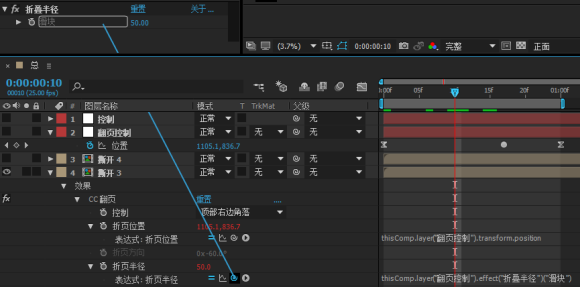 fx 折叠半径 重置 关于 ...
滑块 50.00
(3.7%) 0:00:00:10 完整 正面
0:00:00:10
00010 (25.00 fps)
# 图层名称 模式 T TrkMat 父级
00f 05f 10f 15f 20f 01:00f
1 控制 正常 无
2 翻页控制 正常 无 无
位置 1105.1,836.7
3 撕开 4 正常 无 无
4 撕开 3 正常 无 无
效果
fx CC 翻页 重置 ....
控制 顶部右边角落
折页位置 1105.1,836.7
表达式: 折页位置 thisComp.layer("翻页控制").transform.position
折页方向 0x-60.0°
折页半径 50.0
表达式: 折页半径 thisComp.layer("翻页控制").effect("折叠半径")("滑块")